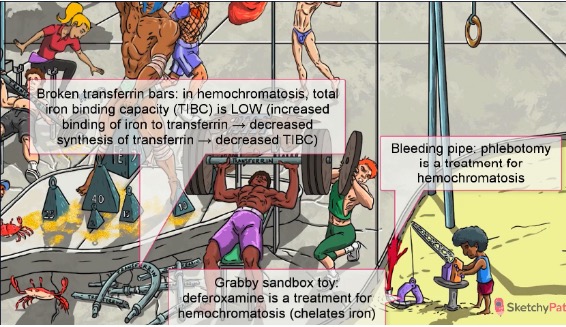 Broken transferrin bars: in hemochromatosis, total
iron binding capacity (TIBC) is LOW (increased
binding of iron to transferrin → decreased
synthesis of transferrin → decreased TIBC)
Bleeding pipe: phlebotomy
is a treatment for
hemochromatosis
TRANSFERRIN
40
Grabby sandbox toy:
deferoxamine is a treatment for
hemochromatosis (chelates iron)
SketchyPat